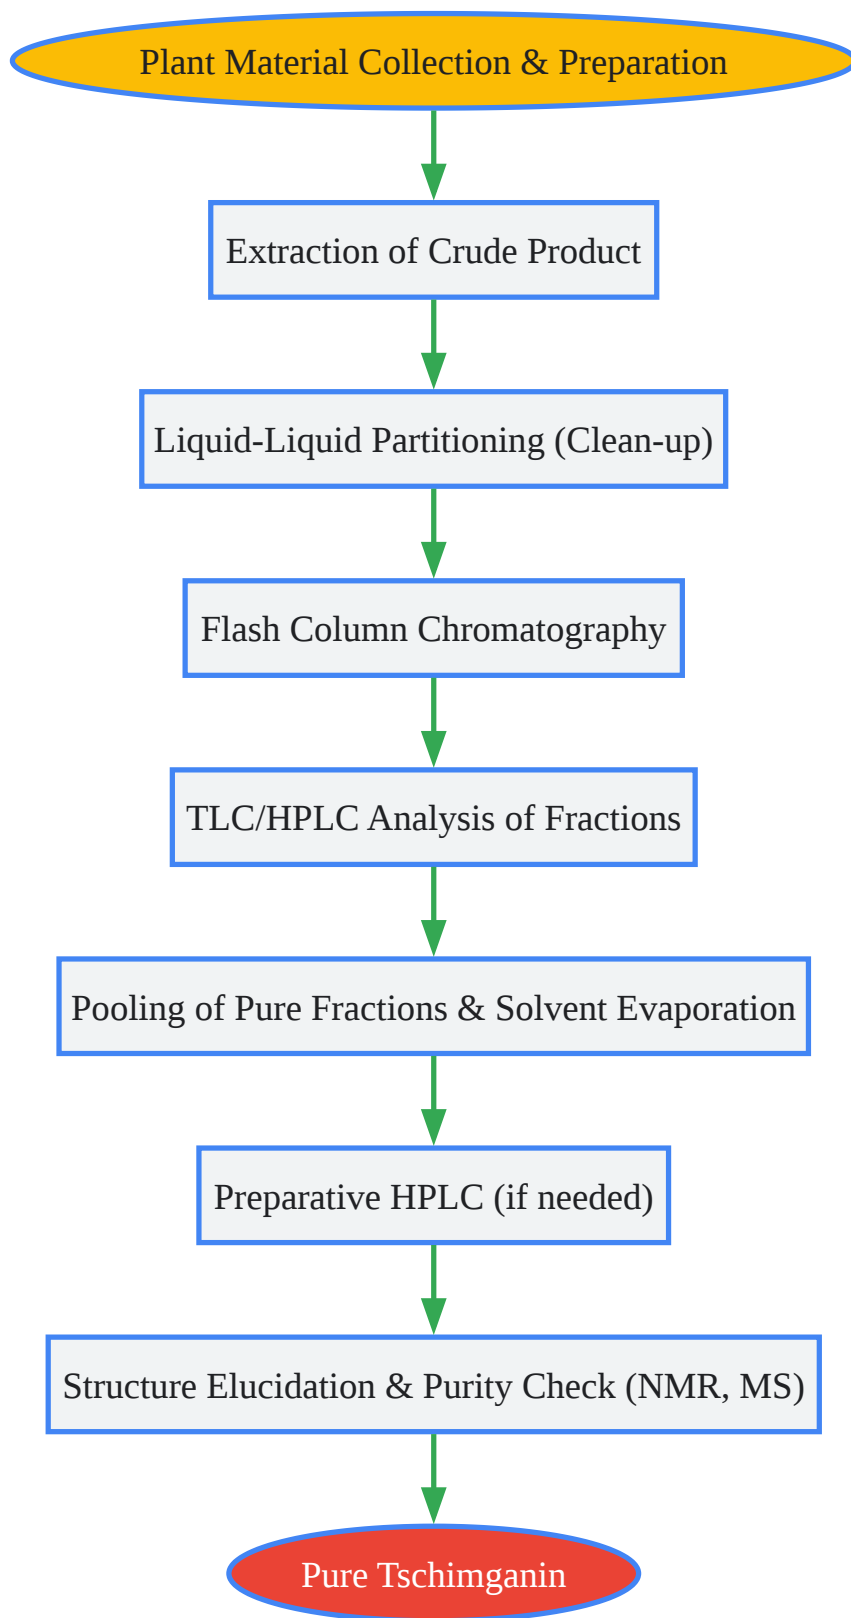 Plant Material Collection & Preparation
Extraction of Crude Product
Liquid-Liquid Partitioning (Clean-up)
Flash Column Chromatography
TLC/HPLC Analysis of Fractions
Pooling of Pure Fractions & Solvent Evaporation
Preparative HPLC (if needed)
Structure Elucidation & Purity Check (NMR, MS)
Pure Tschimganin